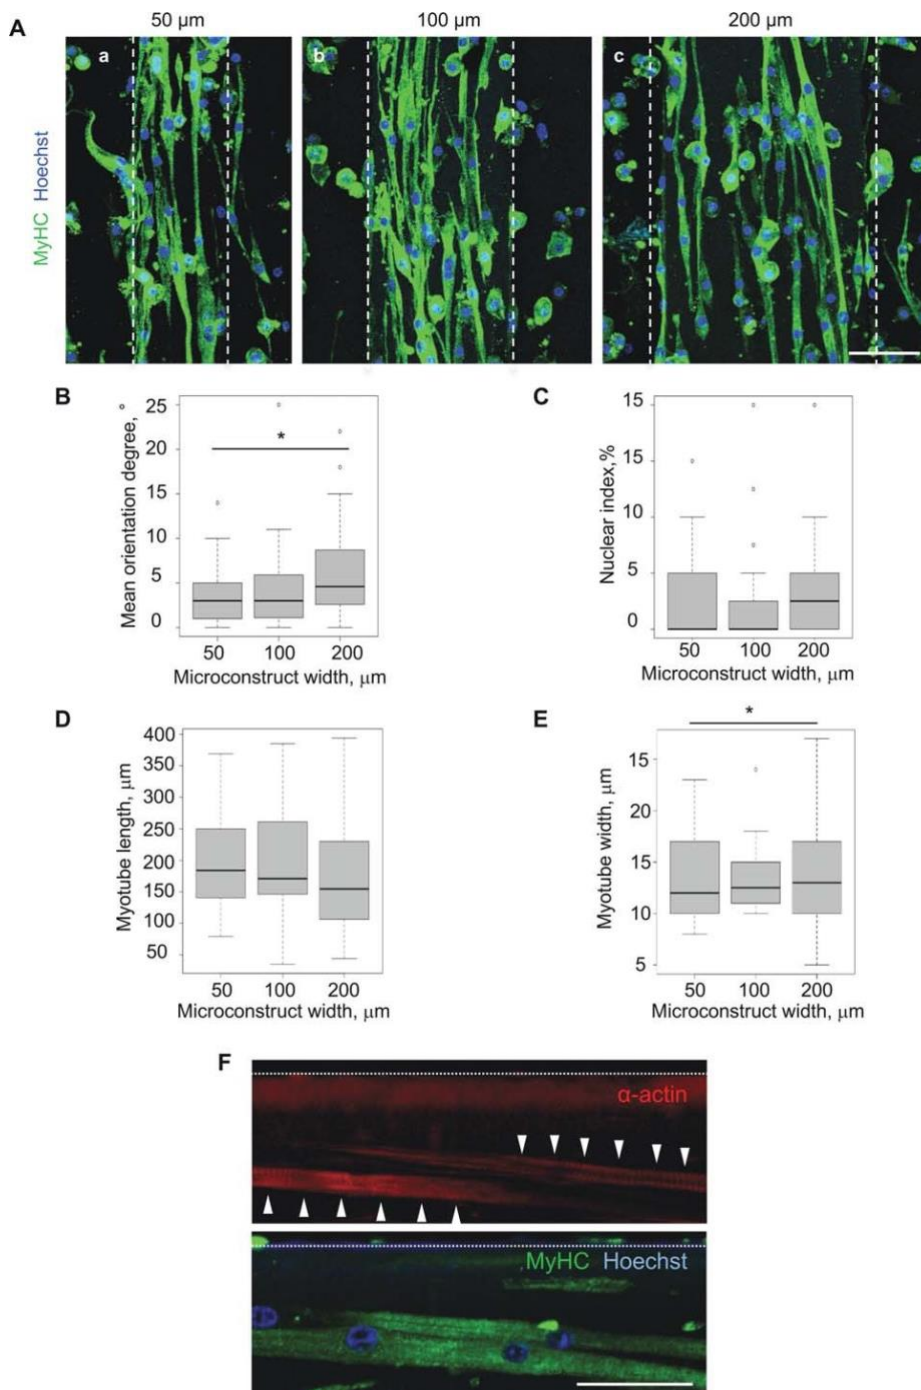 A
50 µm 100 µm 200 µm
a b c
MyHC Hoechst
B
Mean orientation degree, °
25
20
15
10
5
0
*
50 100 200
Microconstruct width, µm
C
Nuclear index,%
15
5
15
10
5
0
50 100 200
Microconstruct width, µm
D
Myotube length, µm
400
350
300
250
200
150
100
50
50 100 200
Microconstruct width, µm
E
Myotube width, µm
*
15
20
15
10
5
50 100 200
Microconstruct width, µm
F
α-actin
MyHC Hoechst